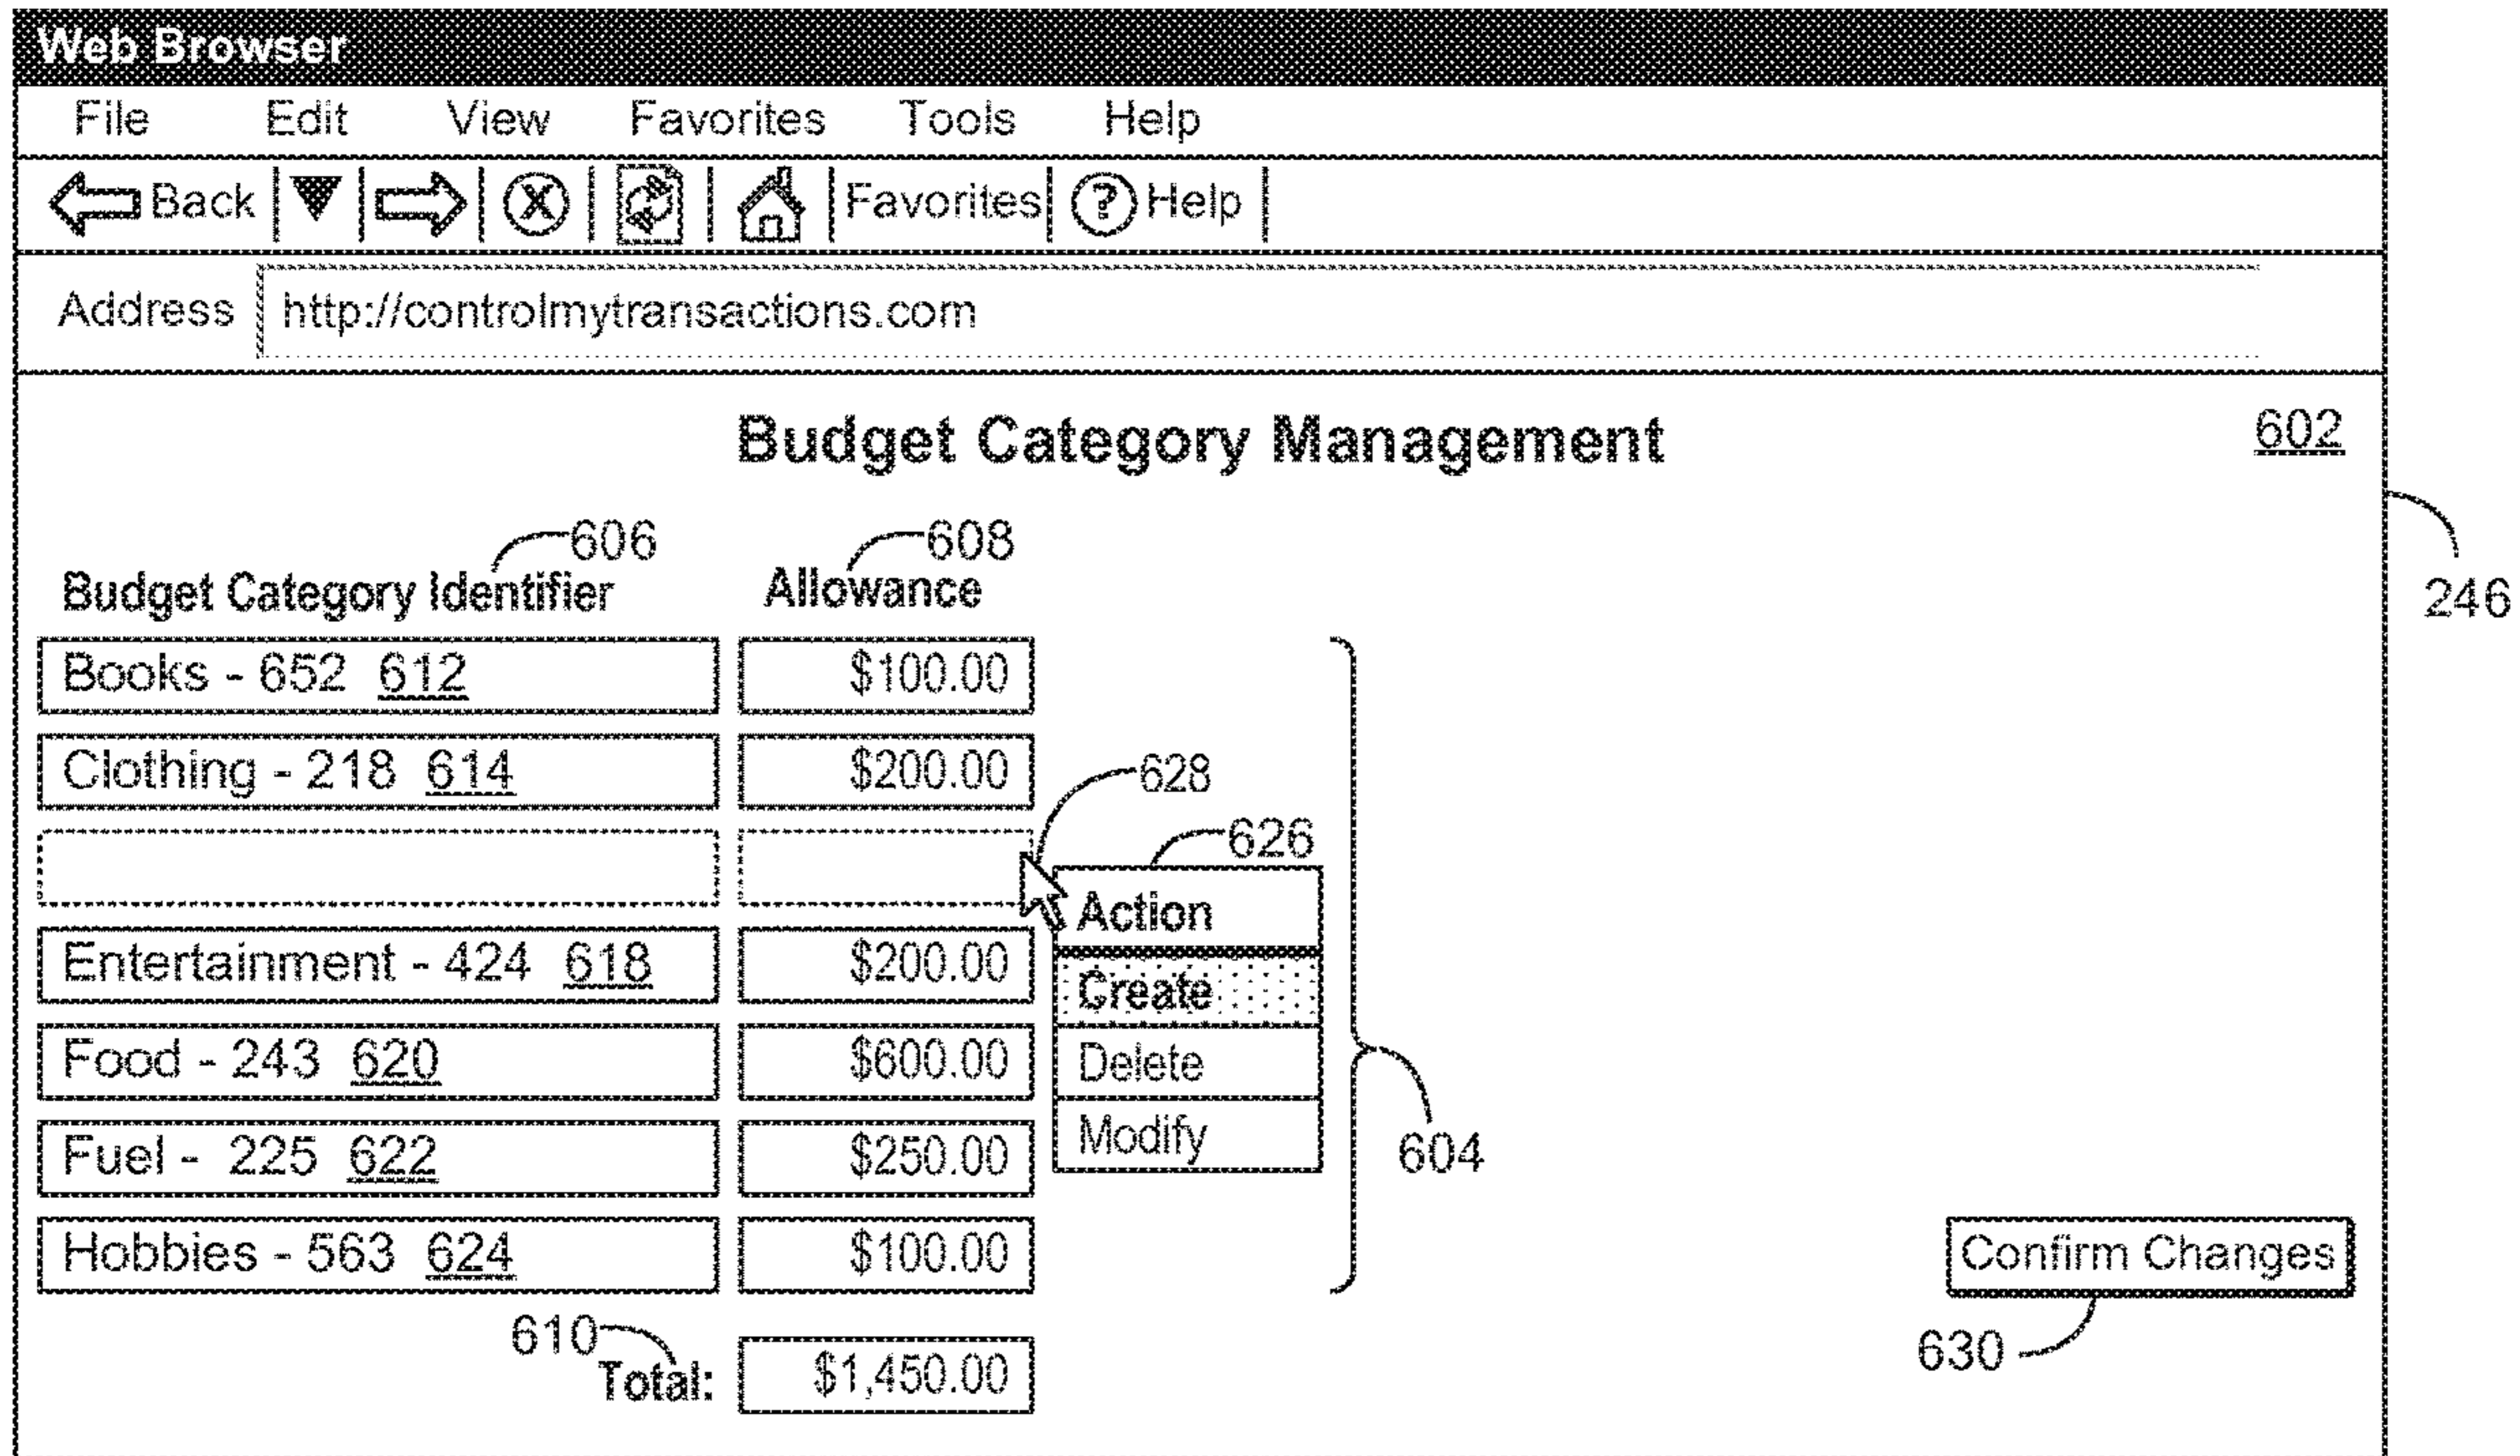 Web Browser
File Edit View Favorites Tools Help
Back X Favorites ? Help
Address http://controlmytransactions.com
Budget Category Management 602
606 608
Budget Category Identifier Allowance 246
Books - 652 612 $100.00
Clothing - 218 614 $200.00 628
626
Action
Entertainment - 424 618 $200.00 Create
Food - 243 620 $600.00 Delete
Fuel - 225 622 $250.00 Modify 604
Hobbies - 563 624 $100.00 Confirm Changes
610 630
Total: $1,450.00